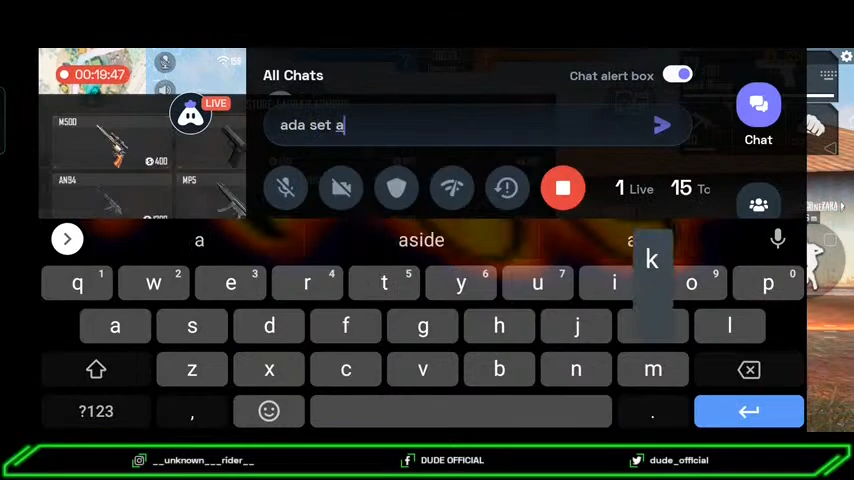 00:19:47
All Chats
Chat alert box
LIVE
M500
400
AN94
MP5
ada set a
Chat
1 Live 15 To
a aside
k
q 1 w 2 e 3 r 4 t 5 y 6 u 7 i o 9 p 0
a s d f g h j l
z x c v b n m
?123 , .
__unknown___rider__
DUDE OFFICIAL
dude_official